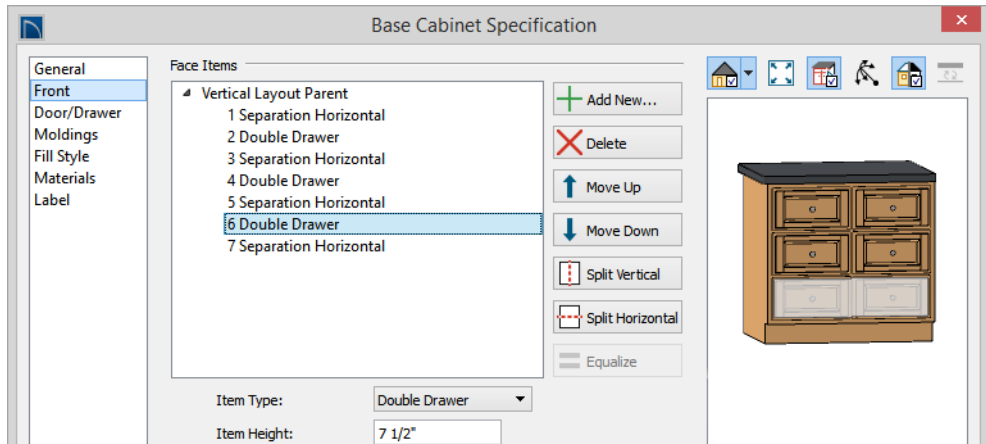 Base Cabinet Specification
General
Front
Door/Drawer
Moldings
Fill Style
Materials
Label
Face Items
Vertical Layout Parent
1 Separation Horizontal
2 Double Drawer
3 Separation Horizontal
4 Double Drawer
5 Separation Horizontal
6 Double Drawer
7 Separation Horizontal
Add New...
Delete
Move Up
Move Down
Split Vertical
Split Horizontal
Equalize
Item Type: Double Drawer
Item Height: 7 1/2"